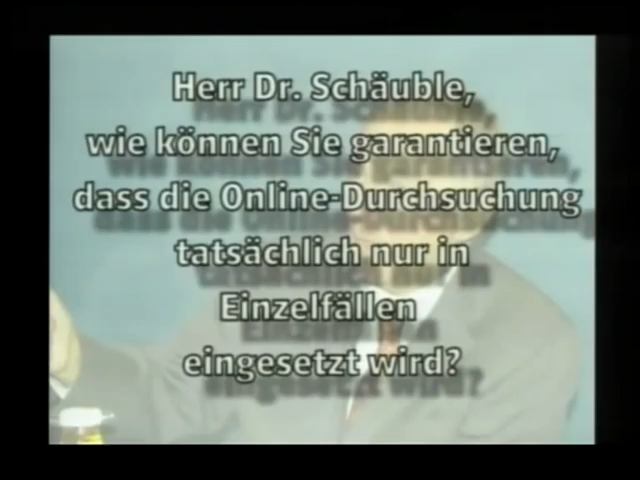 Herr Dr. Schäuble,
wie können Sie garantieren,
dass die Online-Durchsuchung
tatsächlich nur in
Einzelfällen
eingesetzt wird?